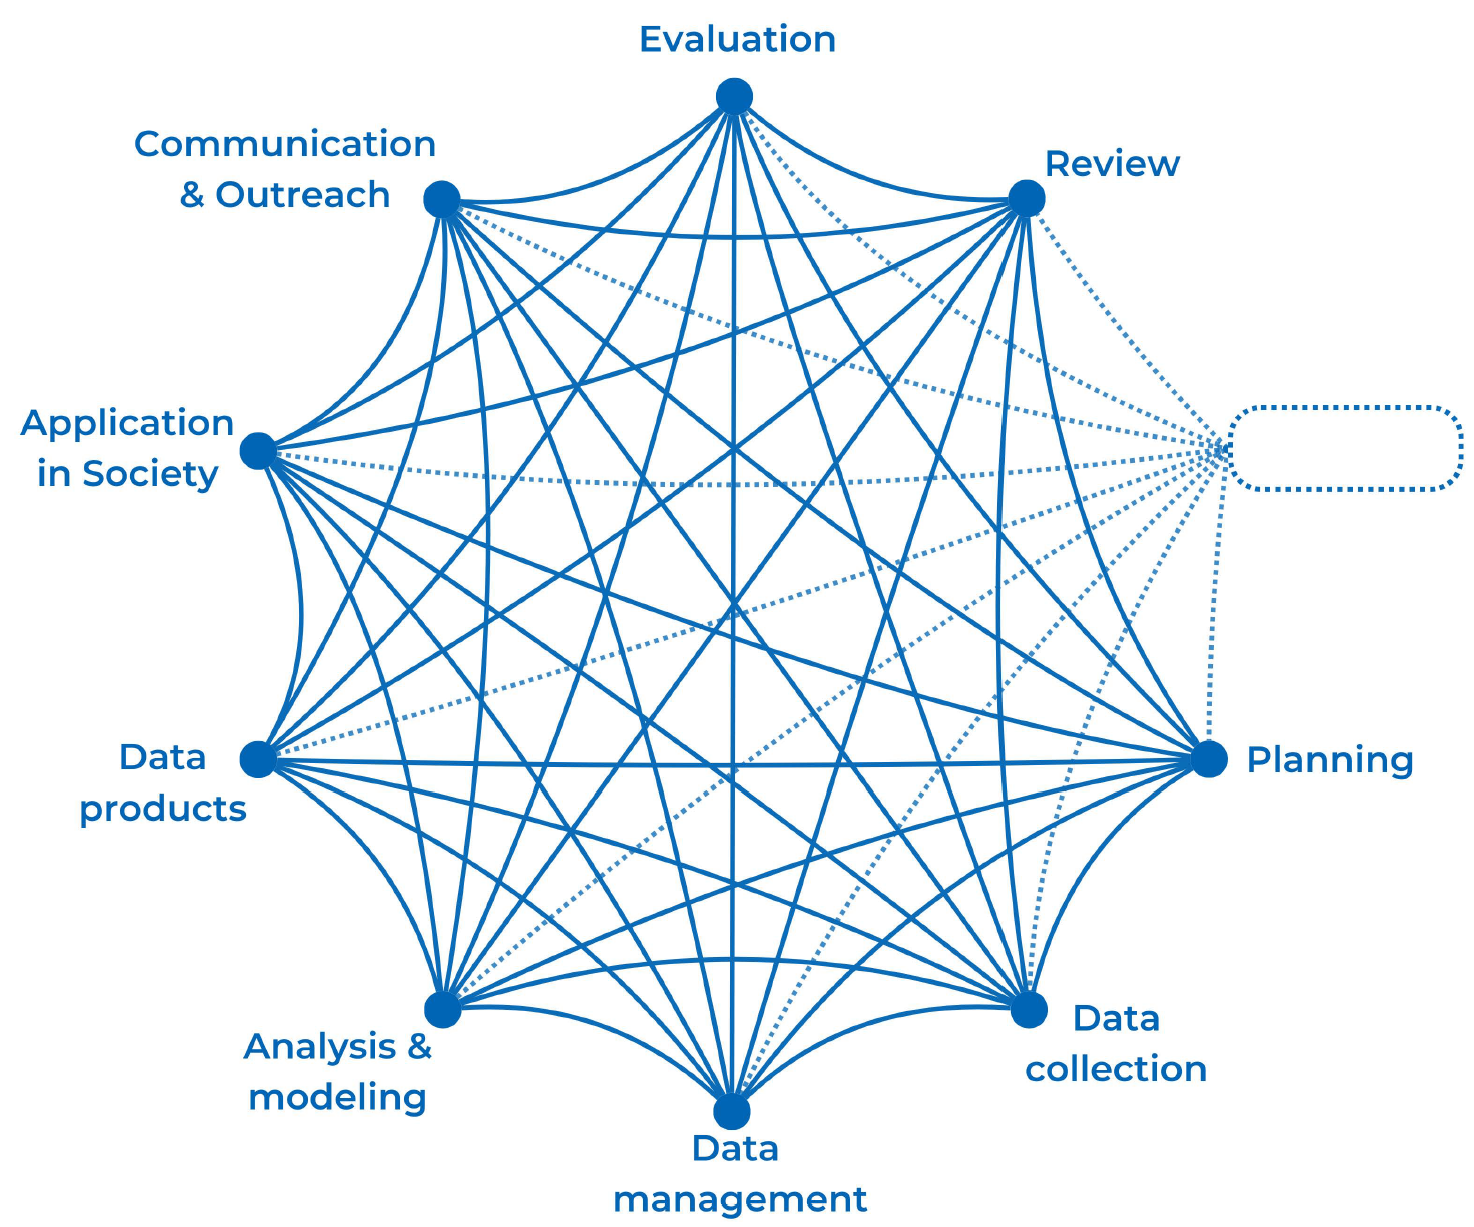 Evaluation
Communication
& Outreach
Review
Application
in Society
Data
products
Planning
Analysis &
modeling
Data
collection
Data
management